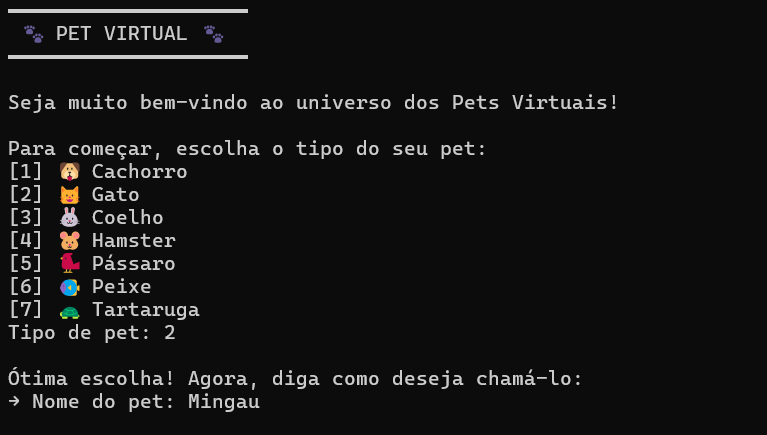 🐾 PET VIRTUAL 🐾
Seja muito bem-vindo ao universo dos Pets Virtuais!
Para começar, escolha o tipo do seu pet:
[1] 🐶 Cachorro
[2] 🐱 Gato
[3] 🐰 Coelho
[4] 🐹 Hamster
[5] 🐦 Pássaro
[6] 🐠 Peixe
[7] 🐢 Tartaruga
Tipo de pet: 2
Ótima escolha! Agora, diga como deseja chamá-lo:
→ Nome do pet: Mingau